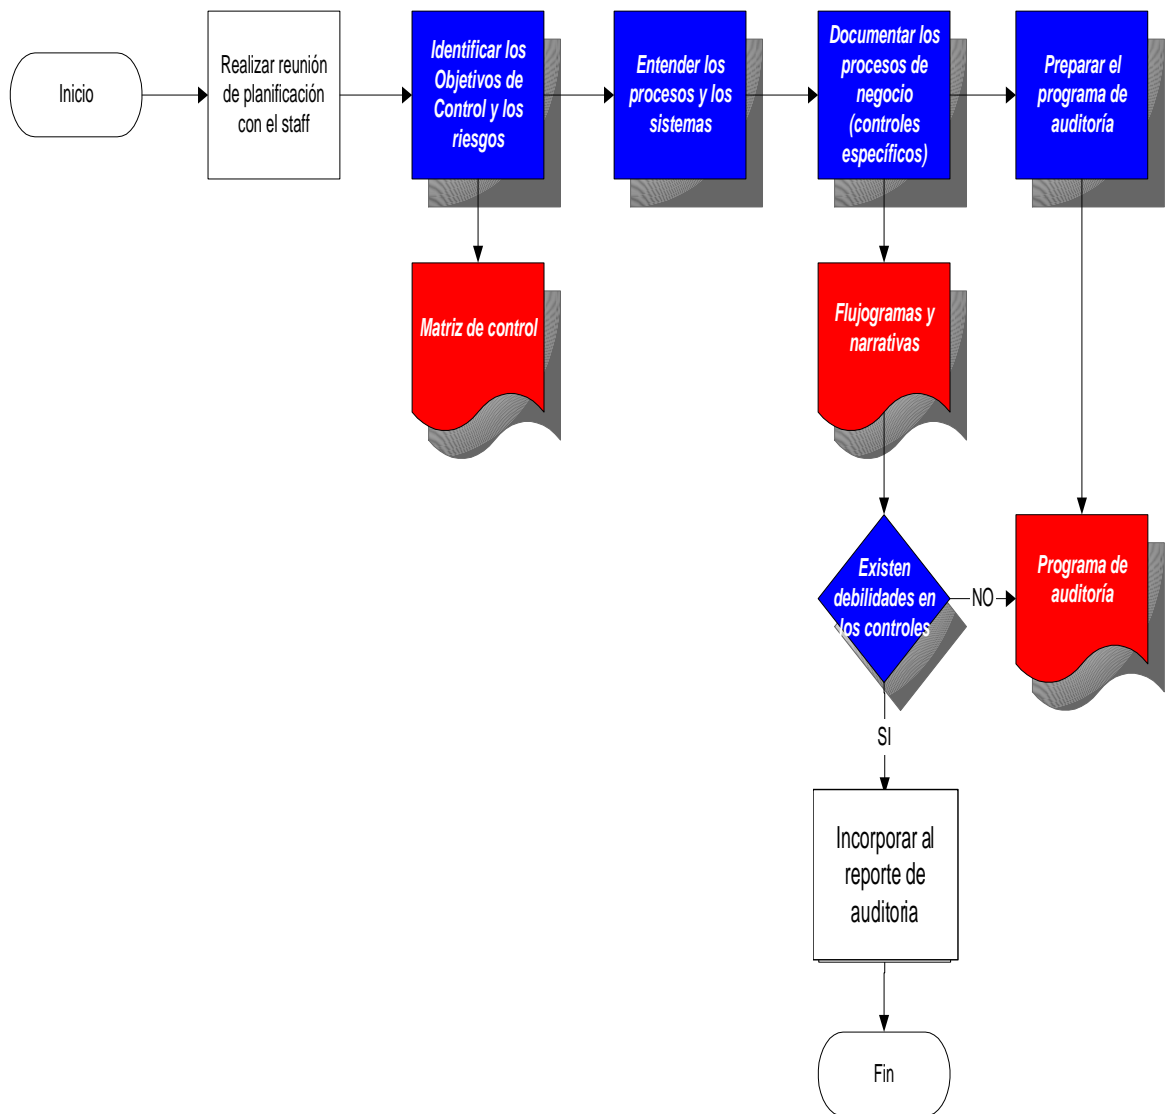 Inicio
Realizar reunión
de planificación
con el staff
Identificar los
Objetivos de
Control y los
riesgos
Entender los
procesos y los
sistemas
Documentar los
procesos de
negocio
(controles
específicos)
Preparar el
programa de
auditoría
Matriz de control
Flujogramas y
narrativas
Existen
debilidades en
los controles
NO
Programa de
auditoría
SI
Incorporar al
reporte de
auditoria
Fin